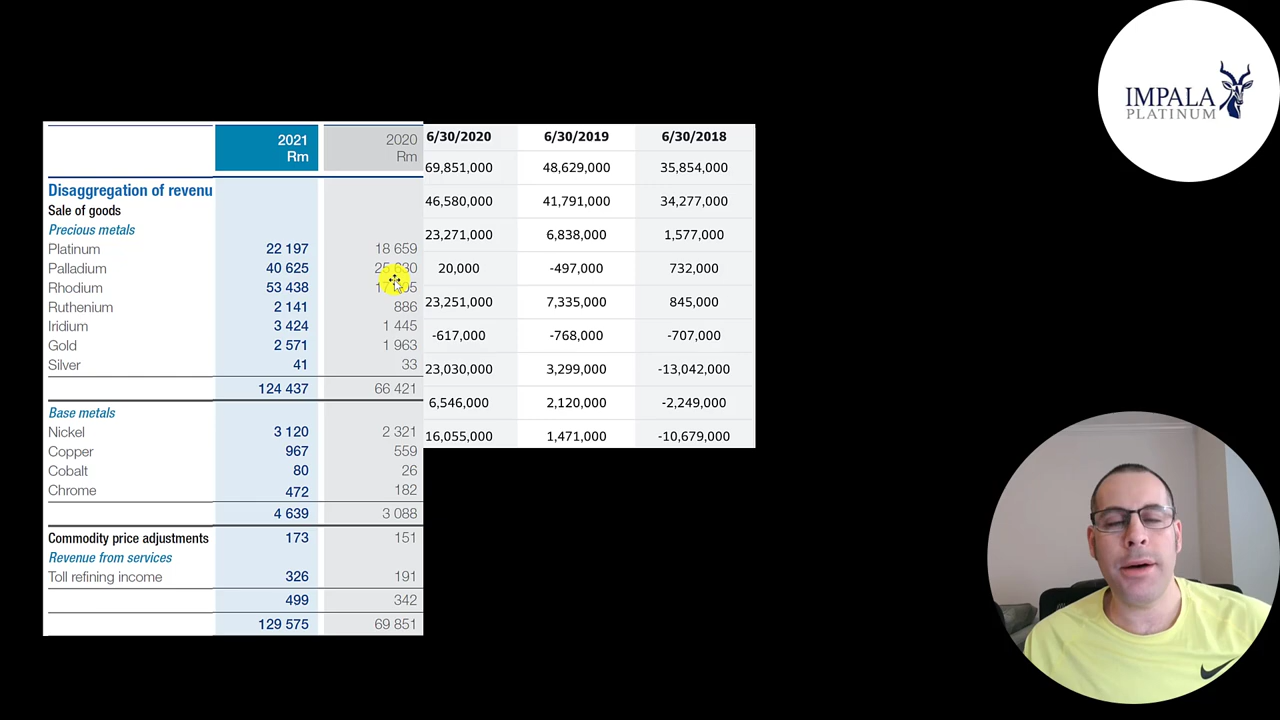 IMPALA
PLATINUM
2021 2020
Rm Rm
Disaggregation of revenu
Sale of goods
Precious metals
Platinum 22 197 18 659
Palladium 40 625
Rhodium 53 438
Ruthenium 2 141 886
Iridium 3 424 1 445
Gold 2 571 1 963
Silver 41 33
124 437 66 421
Base metals
Nickel 3 120 2 321
Copper 967 559
Cobalt 80 26
Chrome 472 182
4 639 3 088
Commodity price adjustments 173 151
Revenue from services
Toll refining income 326 191
499 342
129 575 69 851
6/30/2020 6/30/2019 6/30/2018
69,851,000 48,629,000 35,854,000
46,580,000 41,791,000 34,277,000
23,271,000 6,838,000 1,577,000
20,000 -497,000 732,000
23,251,000 7,335,000 845,000
-617,000 -768,000 -707,000
23,030,000 3,299,000 -13,042,000
6,546,000 2,120,000 -2,249,000
16,055,000 1,471,000 -10,679,000